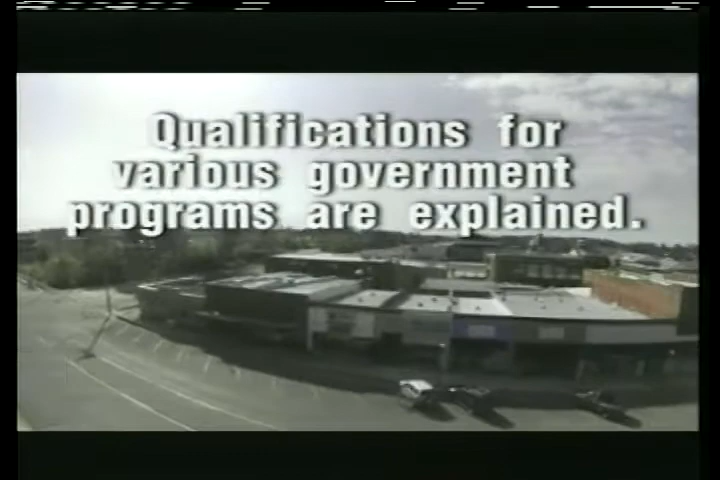 Qualifications for
various government
programs are explained.